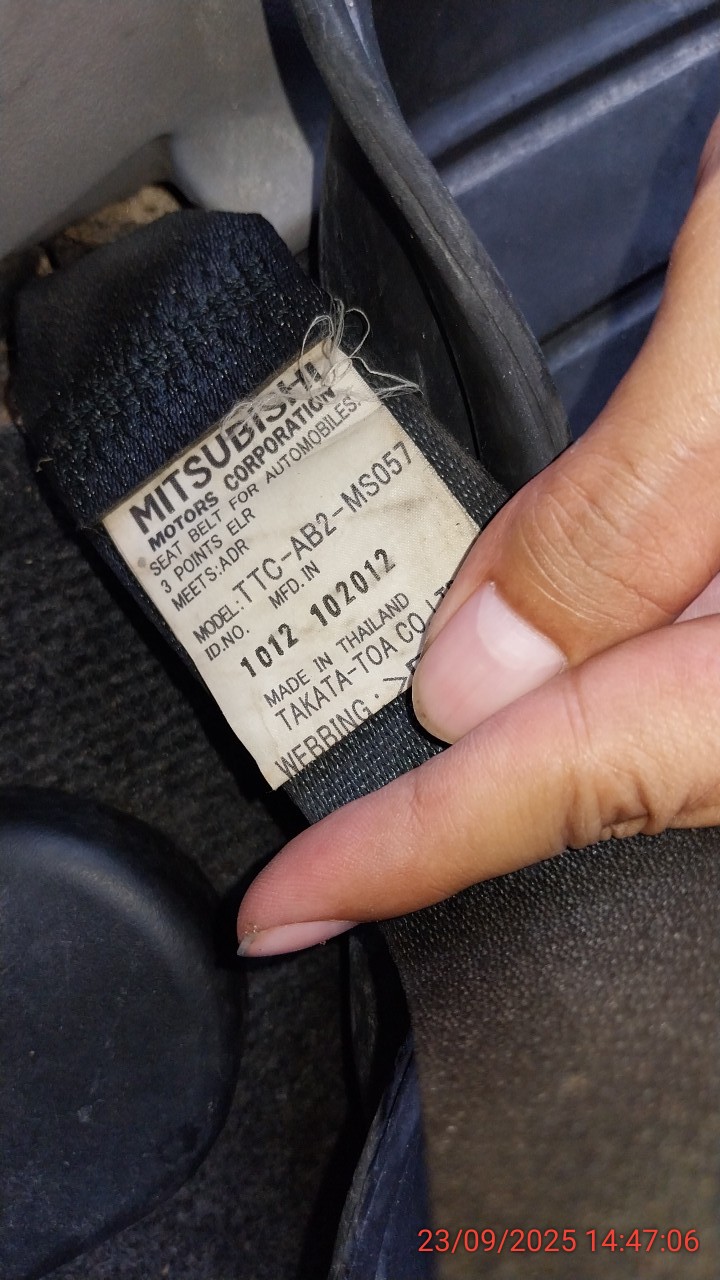 MITSUBISHI
MOTORS CORPORATION
SEAT BELT FOR AUTOMOBILES.
3 POINTS ELR
MEETS:ADR
MODEL:TTC-AB2-MS057
ID.NO. MFD.IN
1012 102012
MADE IN THAILAND
TAKATA-TOA CO.
WEBBING.
23/09/2025 14:47:06